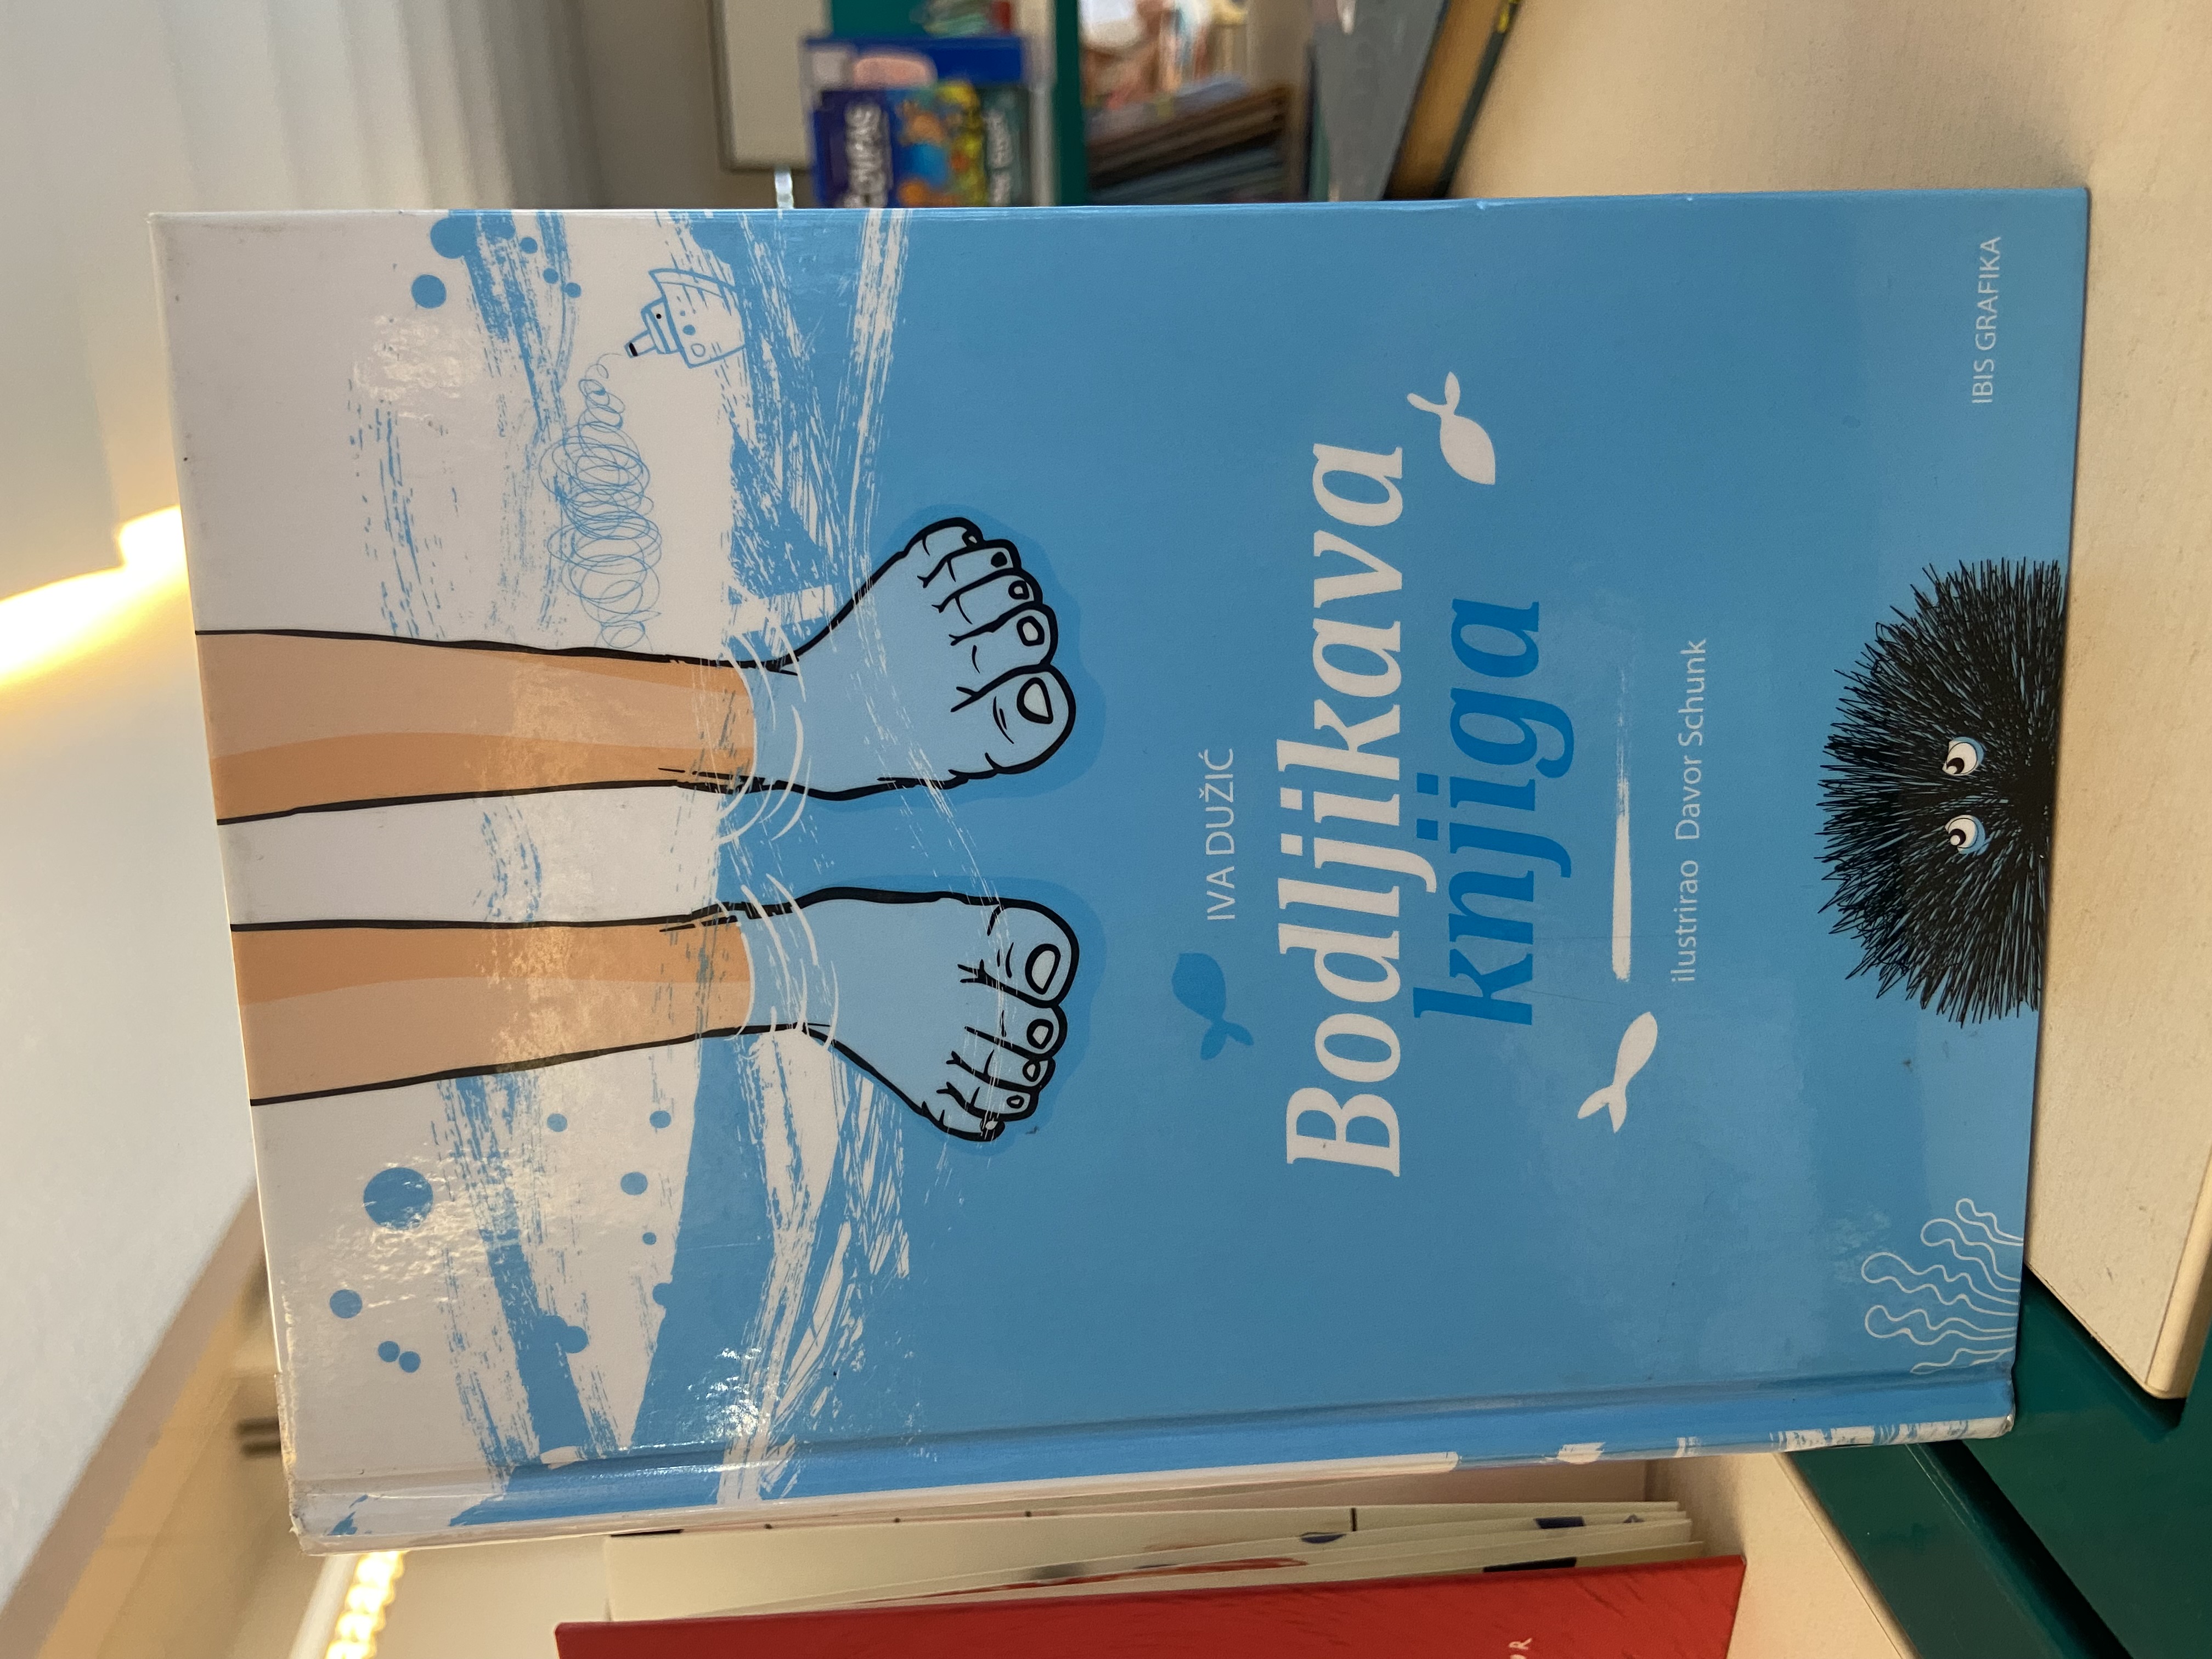 IVA DUŽIĆ
Bodljikava
knjiga
ilustrirao Davor Schunk
IBIS GRAFIKA